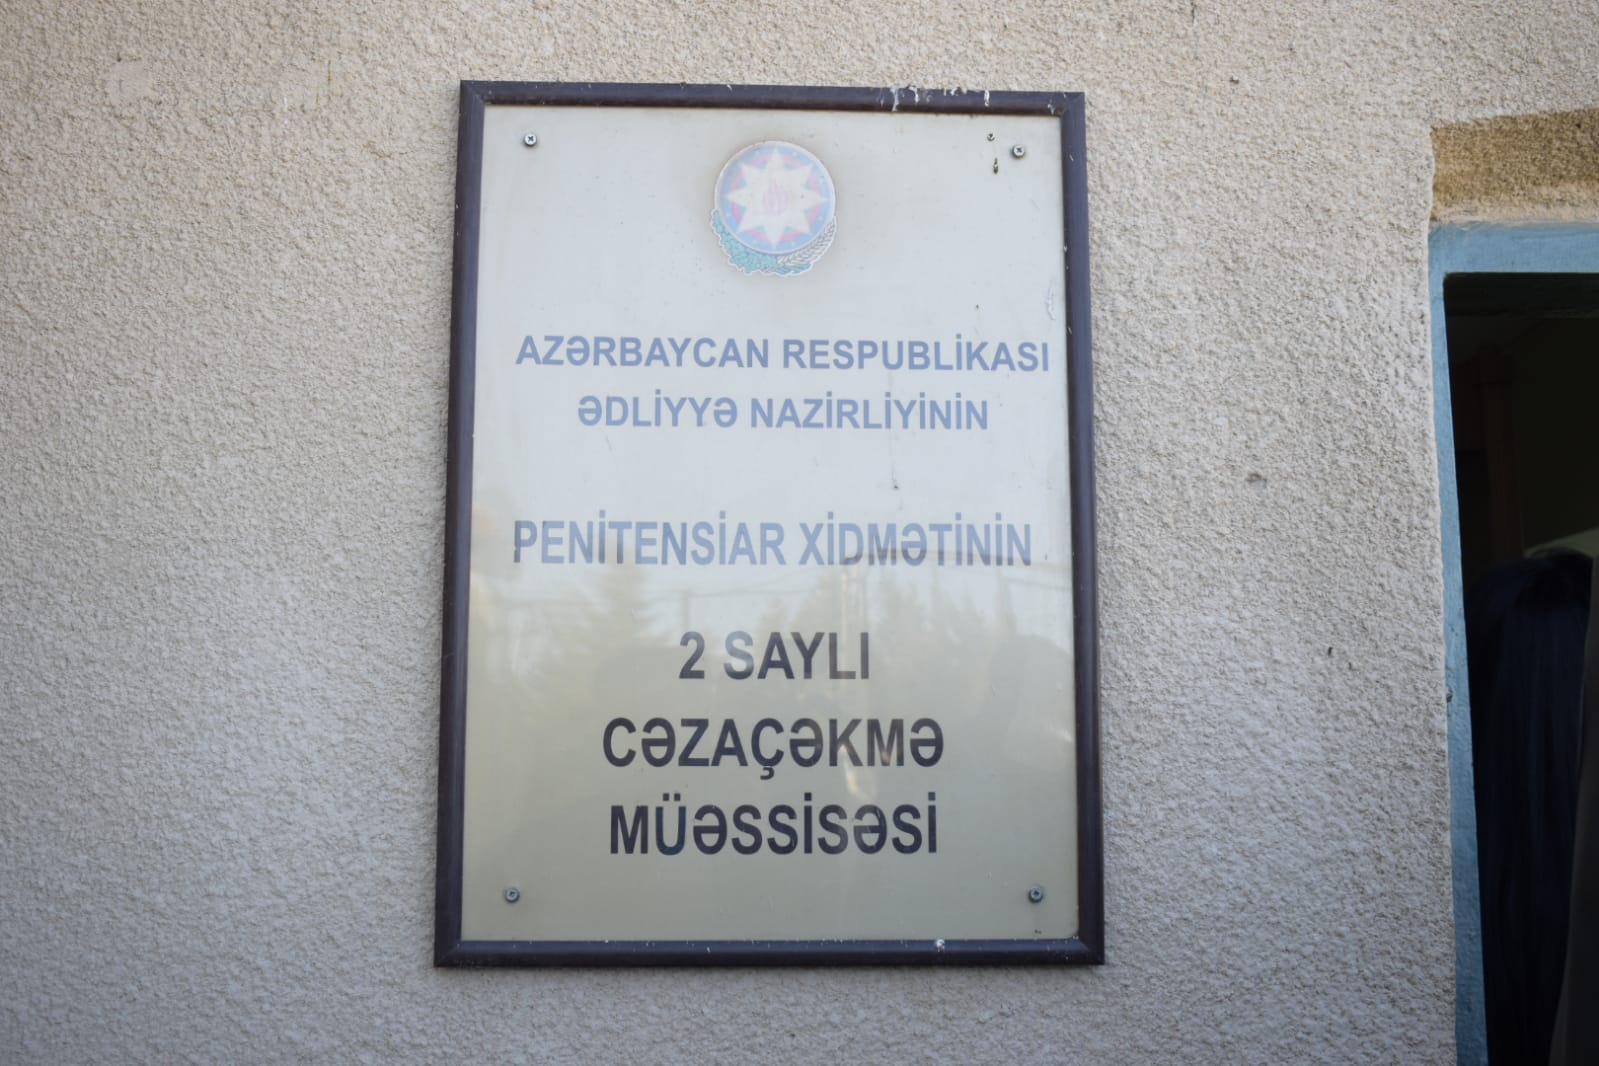 AZƏRBAYCAN RESPUBLİKASI
ƏDLİYYƏ NAZİRLİYİNİN
PENİTENSİAR XİDMƏTİNİN
2 SAYLI
CƏZAÇƏKMƏ
MÜƏSSİSƏSİ